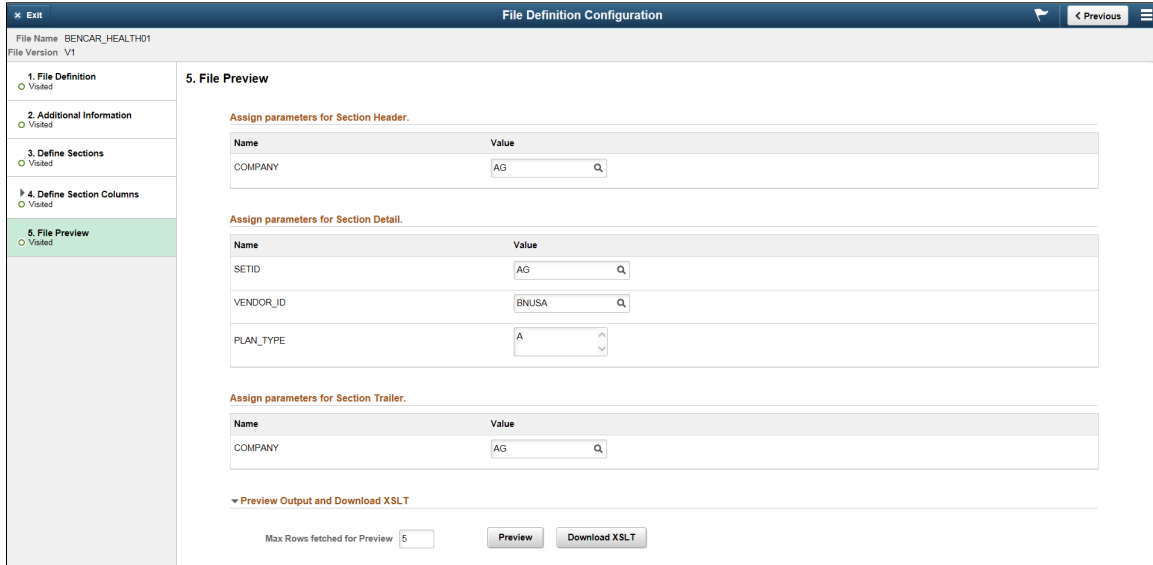 × Exit
File Definition Configuration
Previous
File Name BENCAR_HEALTH01
File Version V1
1. File Definition
Visited
2. Additional Information
Visited
3. Define Sections
Visited
4. Define Section Columns
Visited
5. File Preview
Visited
5. File Preview
Assign parameters for Section Header.
Name Value
COMPANY AG
Assign parameters for Section Detail.
Name Value
SETID AG
VENDOR_ID BNUSA
PLAN_TYPE A
Assign parameters for Section Trailer.
Name Value
COMPANY AG
Preview Output and Download XSLT
Max Rows fetched for Preview 5 Preview Download XSLT